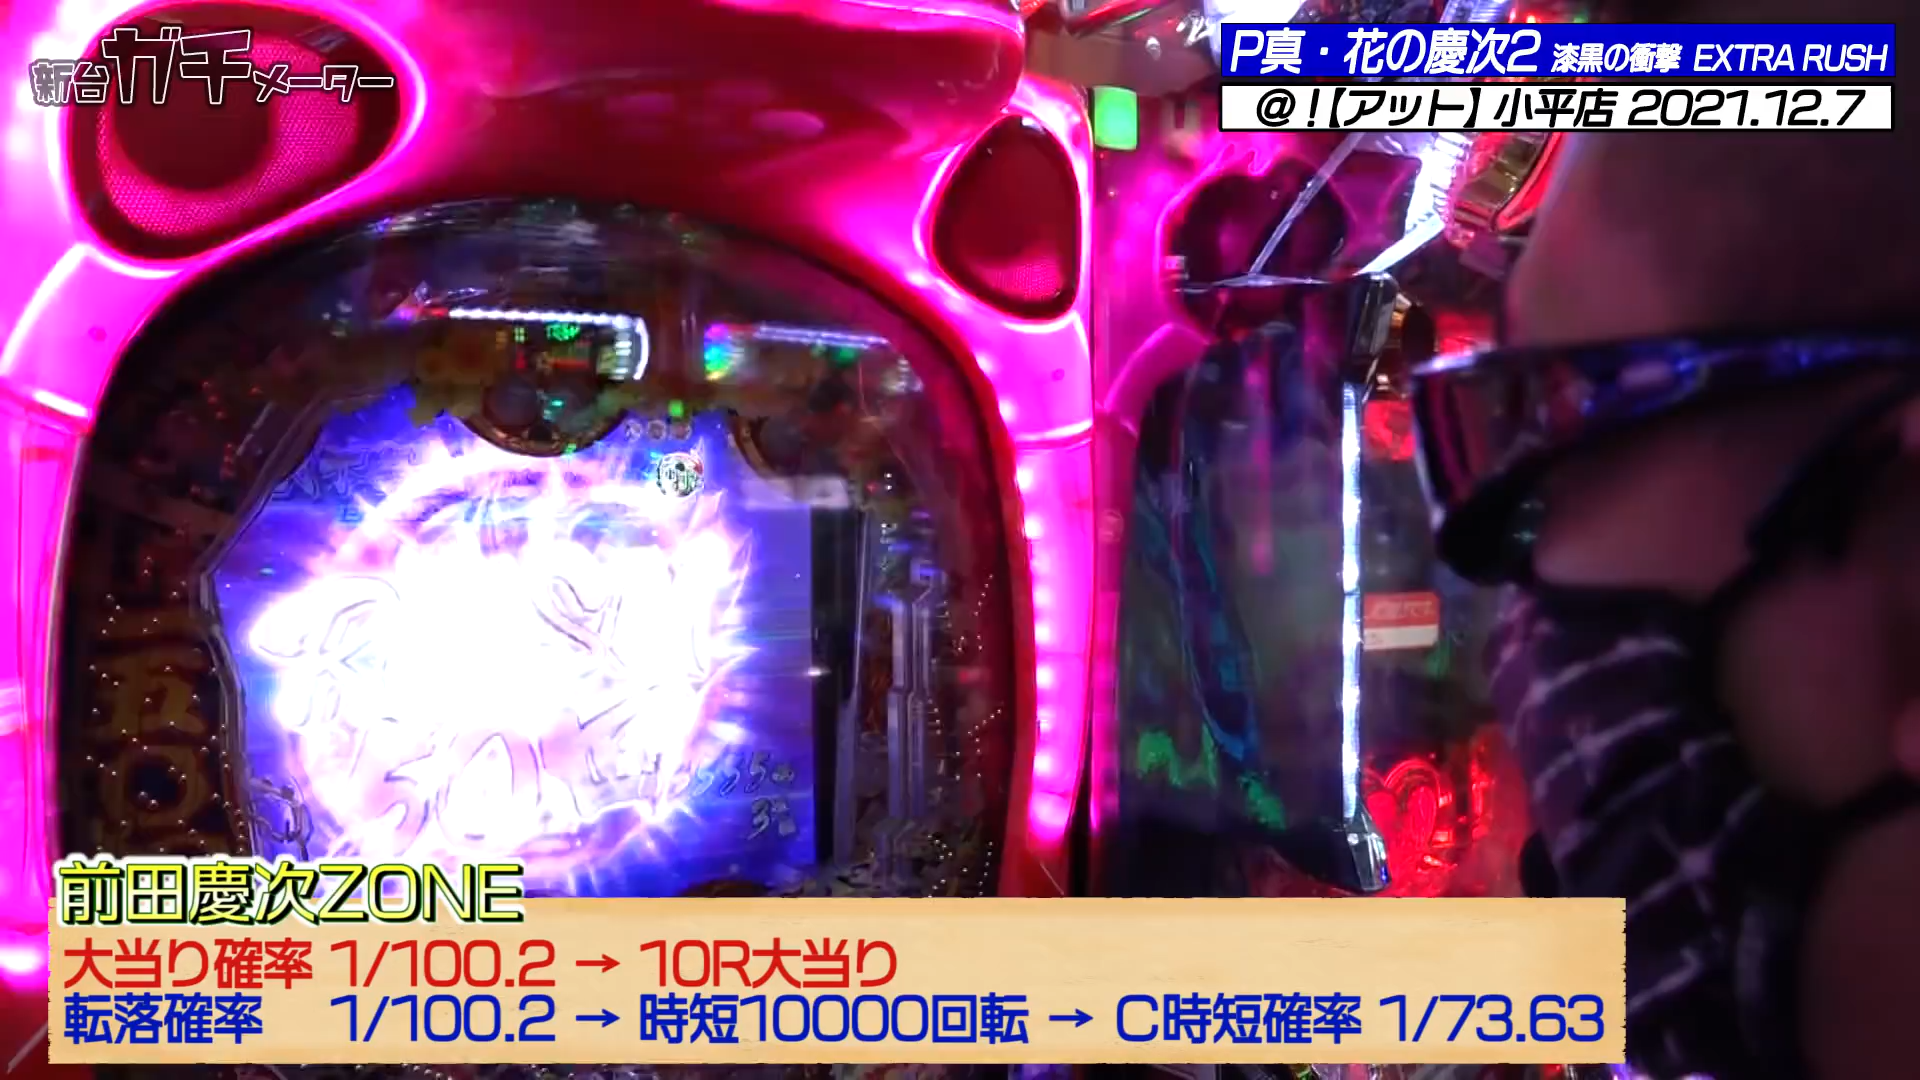 新台ガチメーター
P真・花の慶次2 漆黒の衝撃 EXTRA RUSH
@!【アット】小平店 2021.12.7
前田慶次ZONE
大当り確率 1/100.2 → 10R大当り
転落確率 1/100.2 → 時短10000回転 → C時短確率 1/73.63